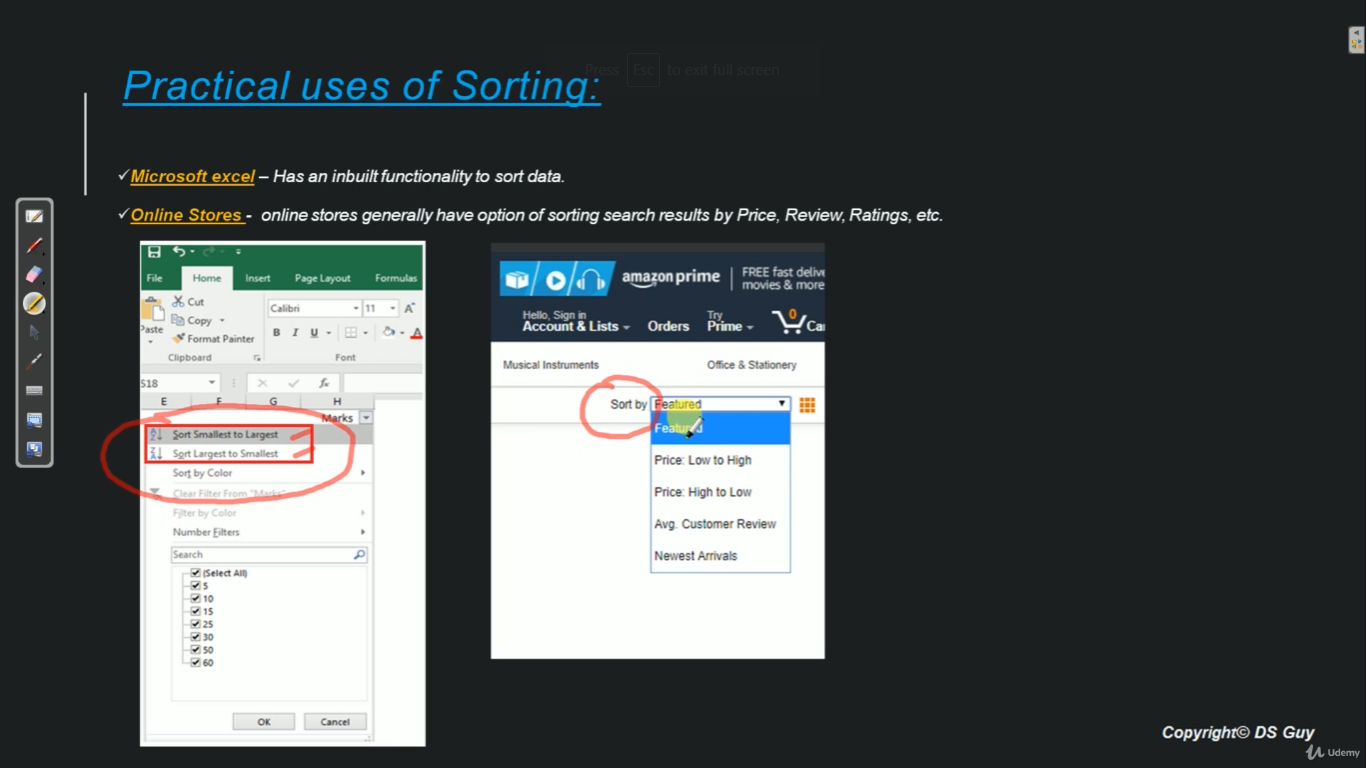 Press Esc to exit full screen
Practical uses of Sorting:
✓Microsoft excel – Has an inbuilt functionality to sort data.
✓Online Stores - online stores generally have option of sorting search results by Price, Review, Ratings, etc.
File Home Insert Page Layout Formulas
Cut
Copy
Paste
Format Painter
Calibri 11
B I U
Clipboard Font
S18 fx
E F G H
Marks
Sort Smallest to Largest
Sort Largest to Smallest
Sort by Color
Clear Filter From "Marks"
Filter by Color
Number Filters
Search
(Select All)
5
10
15
25
30
50
60
OK Cancel
amazon prime
FREE fast delive
movies & more
Hello, Sign in
Account & Lists
Orders
Try
Prime
0
Ca
Musical Instruments Office & Stationery
Sort by Featured
Featured
Price: Low to High
Price: High to Low
Avg. Customer Review
Newest Arrivals
Copyright© DS Guy
Udemy